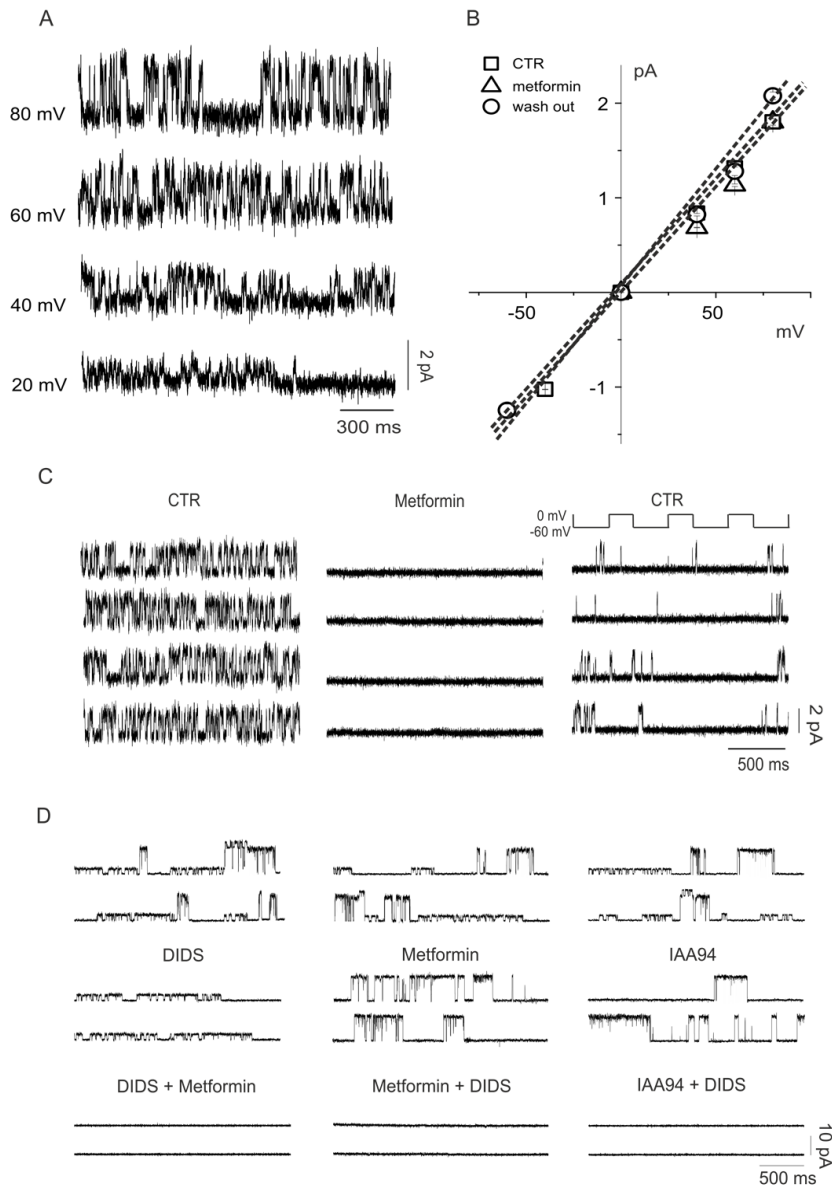 A
80 mV
60 mV
40 mV
20 mV
2 pA
300 ms
B
pA
CTR
metformin
wash out
2
1
-50
50
mV
-1
C
CTR
Metformin
CTR
0 mV
-60 mV
2 pA
500 ms
D
DIDS
Metformin
IAA94
DIDS + Metformin
Metformin + DIDS
IAA94 + DIDS
10 pA
500 ms